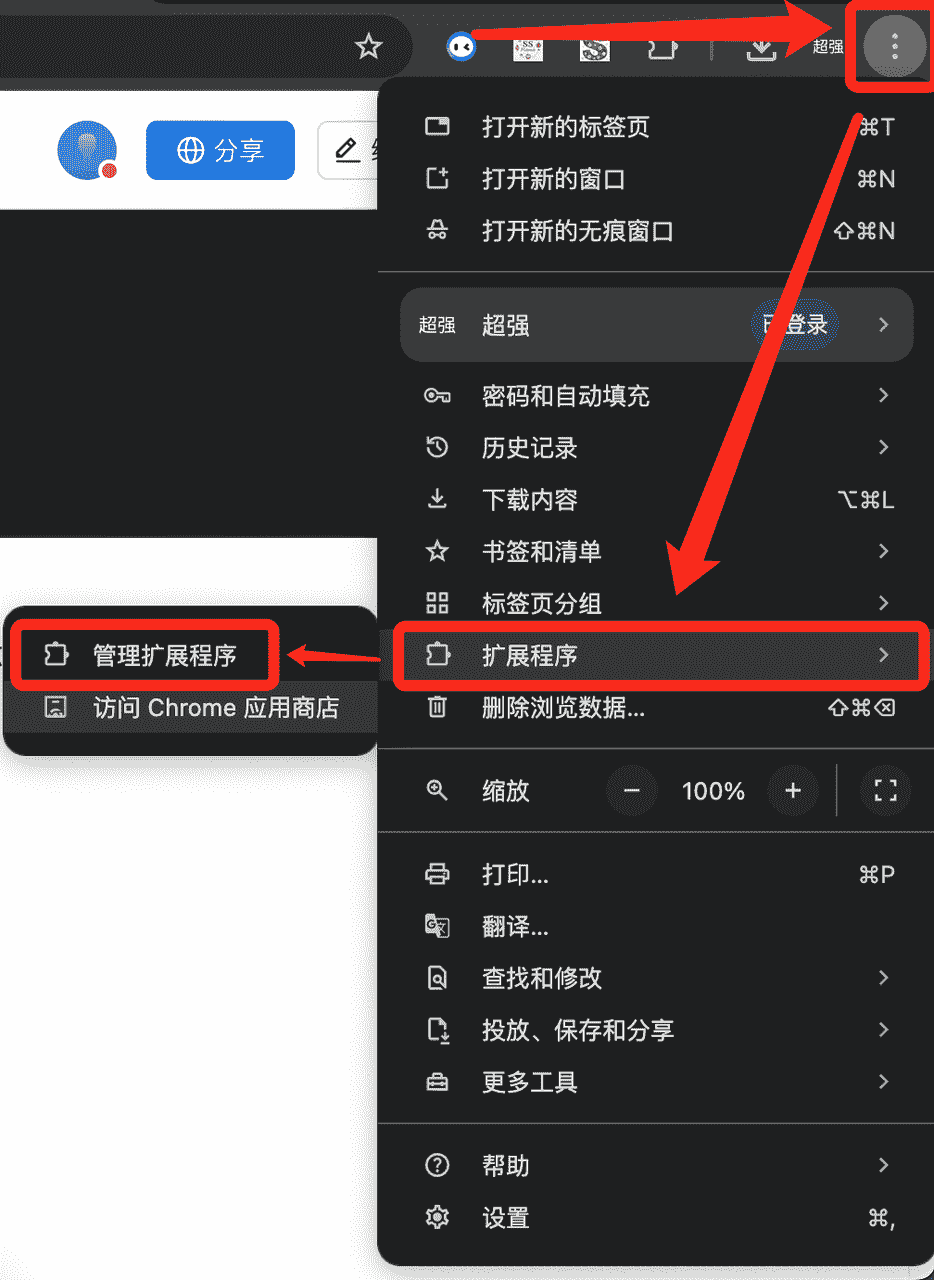 超强
分享
打开新的标签页 ⌘T
打开新的窗口 ⌘N
打开新的无痕窗口 ⇧⌘N
超强 超强 已登录
密码和自动填充
历史记录
下载内容 ⌥⌘L
书签和清单
标签页分组
管理扩展程序
扩展程序
访问 Chrome 应用商店
删除浏览数据... ⇧⌘⌫
缩放 − 100% +
打印... ⌘P
翻译...
查找和修改
投放、保存和分享
更多工具
帮助
设置 ⌘,